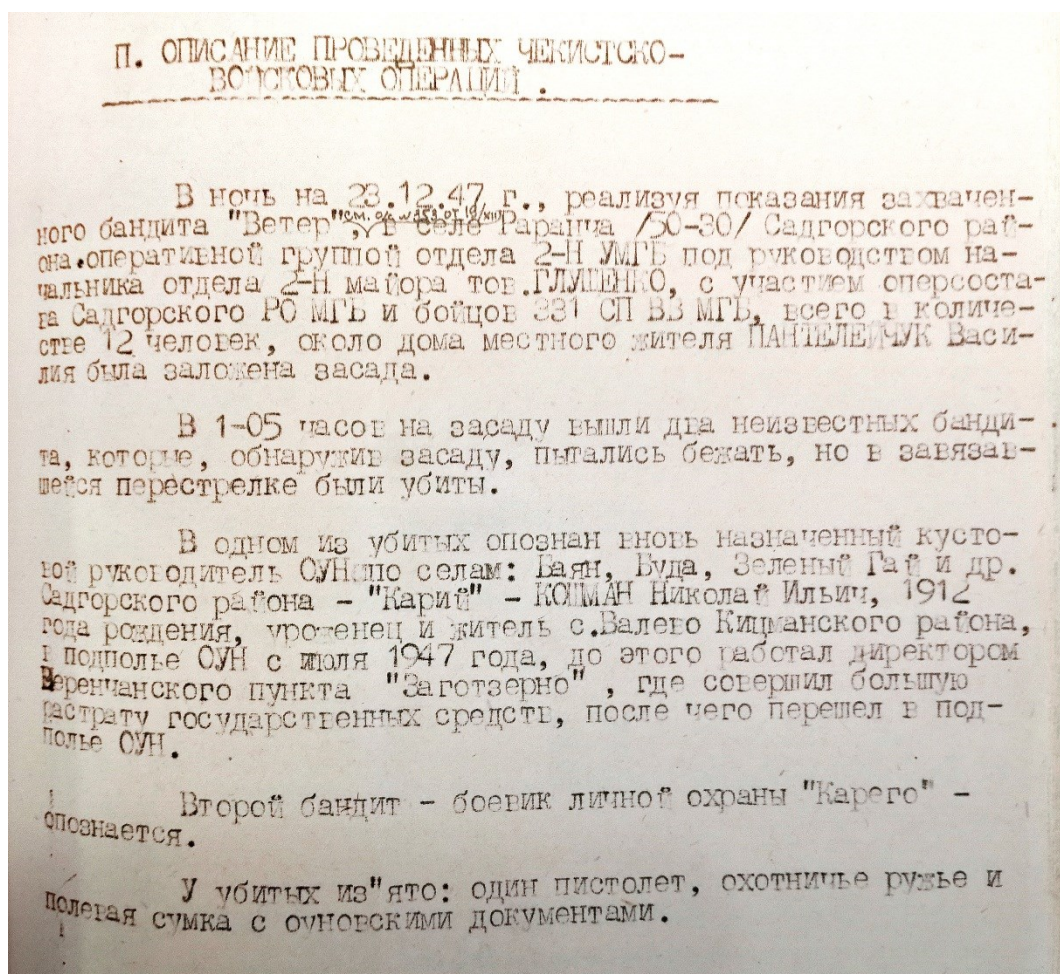 П. ОПИСАНИЕ ПРОВЕДЕННЫХ ЧЕКИСТСКО-
ВОЙСКОВЫХ ОПЕРАЦИЙ .
В ночь на 23.12.47 г., реализуя показания захвачен-
ного бандита "Ветер", в селе Раранча /50-30/ Садгорского рай-
она оперативной группой отдела 2-Н УМГБ под руководством на-
чальника отдела 2-Н майора тов.ГЛУШЕНКО, с участием оперсоста-
ва Садгорского РО МГБ и бойцов 331 СП ВВ МГБ, всего в количе-
стве 12 человек, около дома местного жителя ПАНТЕЛЕЙЧУК Васи-
лия была заложена засада.
В 1-05 часов на засаду вышли два неизвестных банди-
та, которые, обнаружив засаду, пытались бежать, но в завязав-
шейся перестрелке были убиты.
В одном из убитых опознан вновь назначенный кусто-
вой руководитель ОУН по селам: Баян, Буда, Зеленый Гай и др.
Садгорского района - "Карий" - КОЦМАН Николай Ильич, 1912
года рождения, уроженец и житель с.Валево Кицманского района,
в подполье ОУН с июля 1947 года, до этого работал директором
Веренчанского пункта "Заготзерно" , где совершил большую
растрату государственных средств, после чего перешел в под-
полье ОУН.
Второй бандит - боевик личной охраны "Карего" -
опознается.
У убитых из"ято: один пистолет, охотничье ружье и
полевая сумка с оуновскими документами.